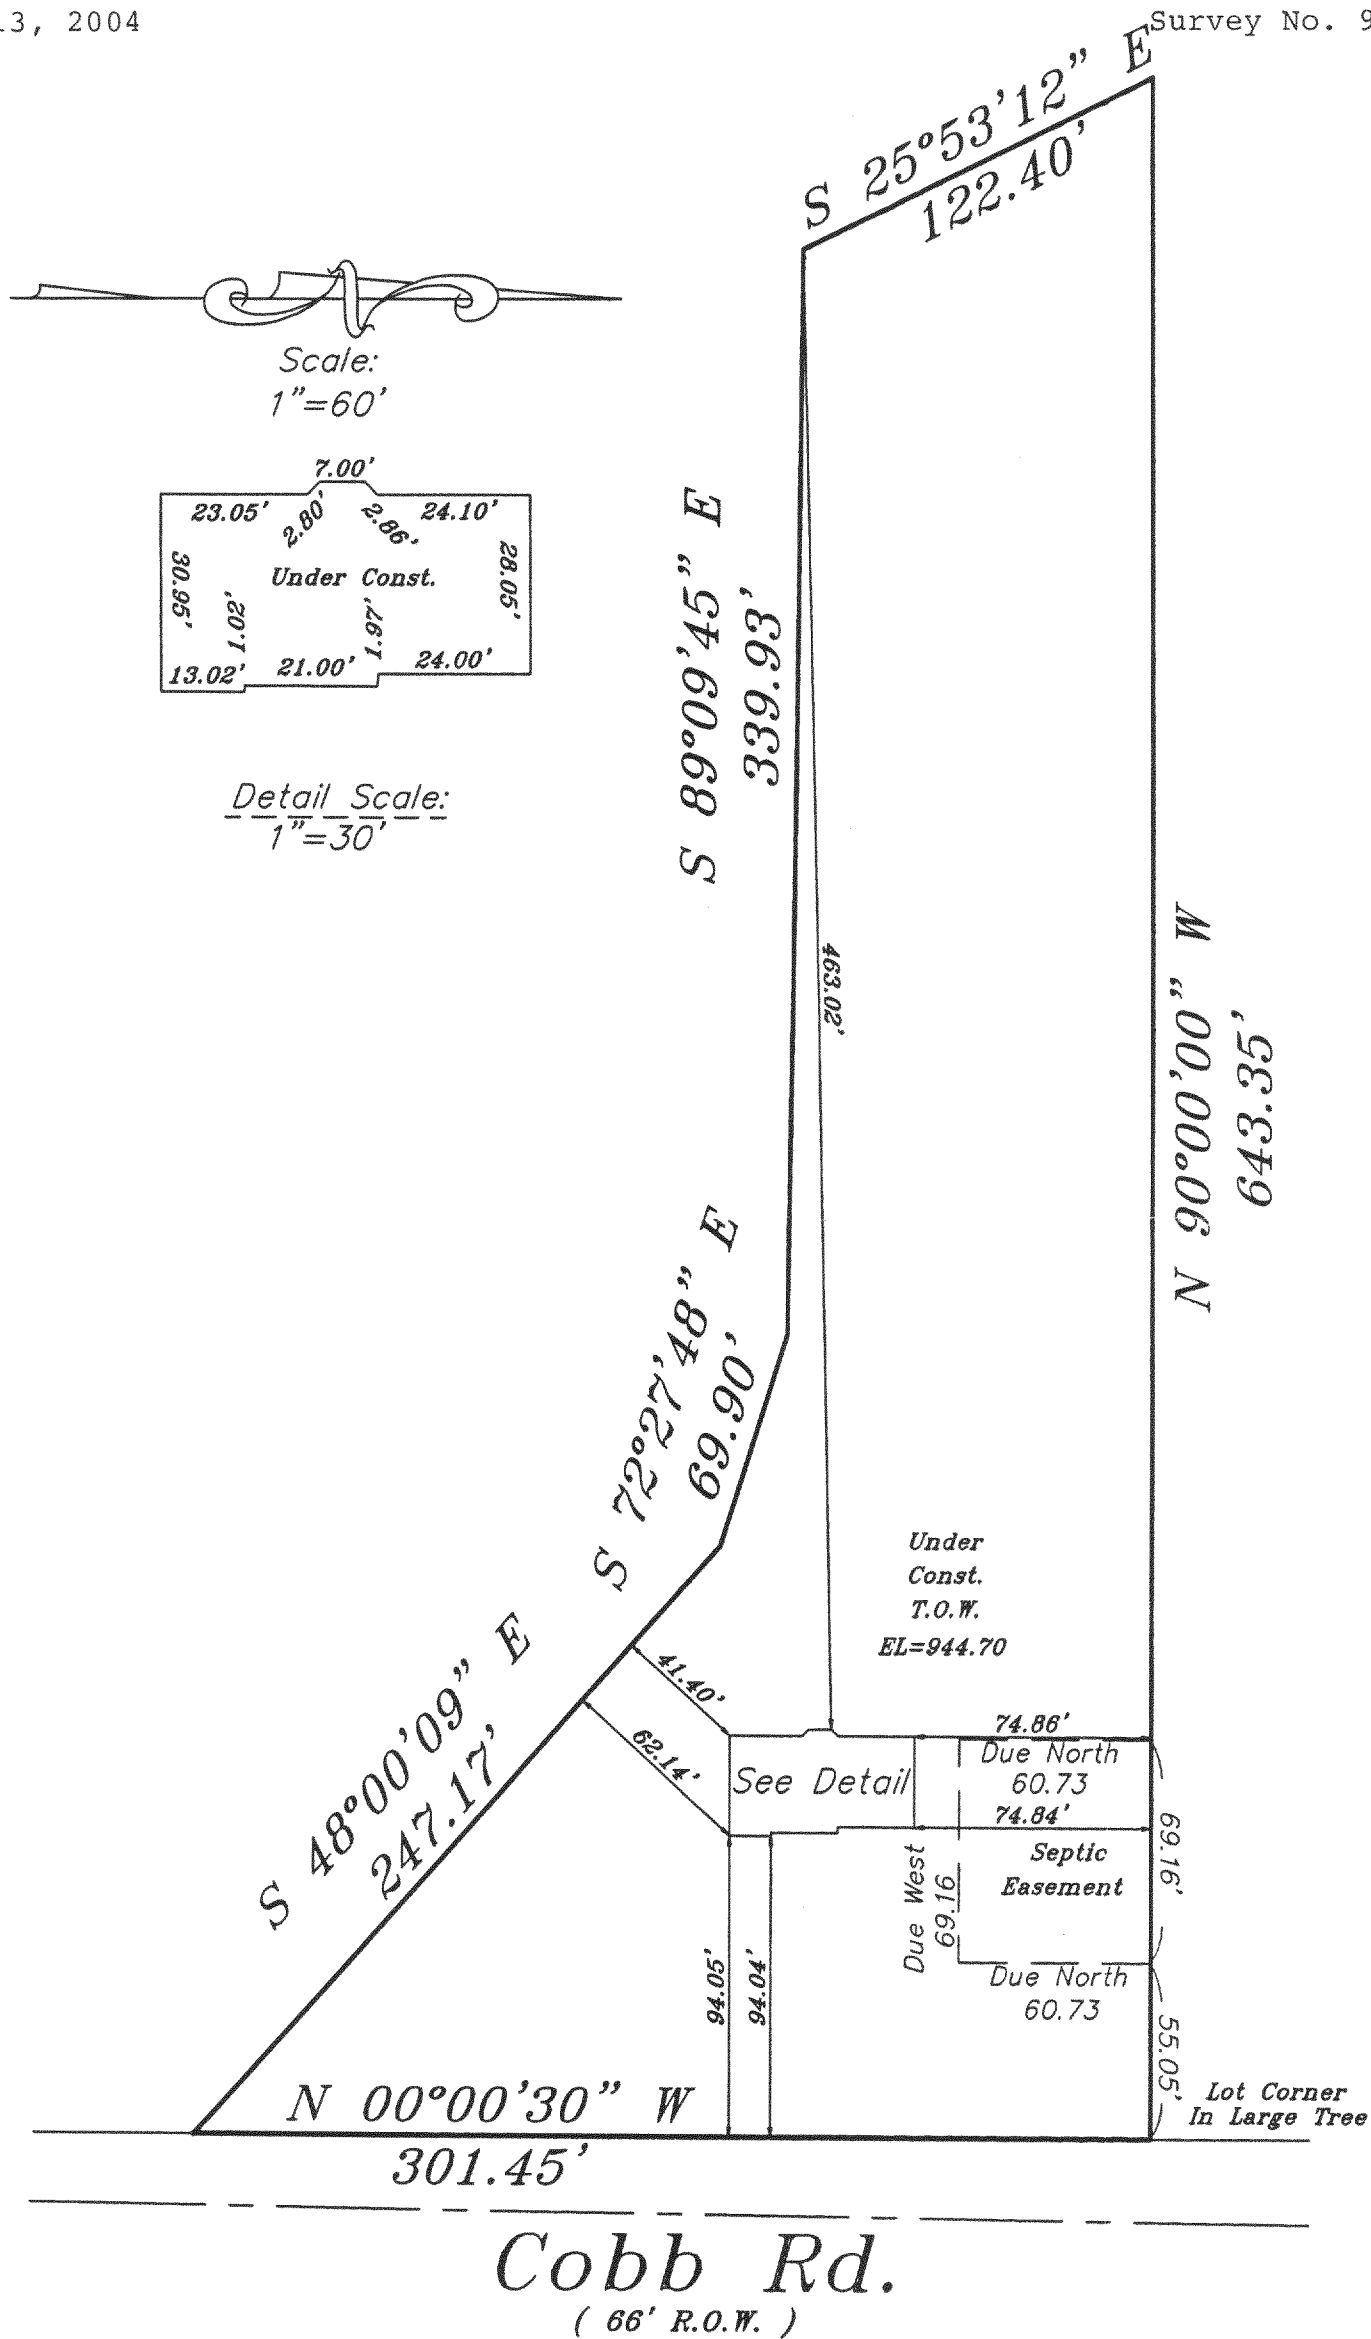 13, 2004
Survey No. 9
S 25°53'12" E
122.40'
Scale:
1"=60'
7.00'
23.05'
2.80'
2.86'
24.10'
30.95'
Under Const.
28.05'
1.02'
1.97'
13.02'
21.00'
24.00'
Detail Scale:
1"=30'
S 89°09'45" E
339.93'
463.02'
N 90°00'00" W
643.35'
S 72°27'48" E
69.90'
Under
Const.
T.O.W.
EL=944.70
S 48°00'09" E
247.17'
41.40'
62.14'
See Detail
74.86'
Due North
60.73
74.84'
69.16'
Septic
Easement
Due West
69.16
Due North
60.73
94.05'
94.04'
55.05'
Lot Corner
In Large Tree
N 00°00'30" W
301.45'
Cobb Rd.
( 66' R.O.W. )